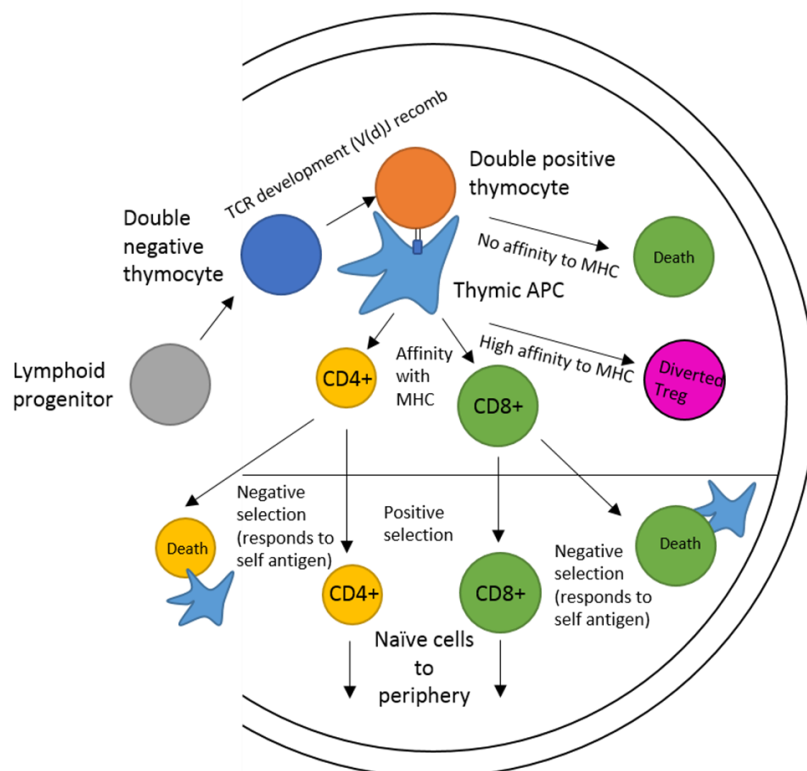 TCR development (V(d)J recomb
Double positive
thymocyte
Double
negative
thymocyte
No affinity to MHC
Death
Thymic APC
Lymphoid
progenitor
CD4+
Affinity
with
MHC
CD8+
High affinity to MHC
Diverted
Treg
Negative
selection
(responds to
self antigen)
Death
Positive
selection
Negative
selection
(responds to
self antigen)
Death
CD4+
CD8+
Naïve cells
to
periphery